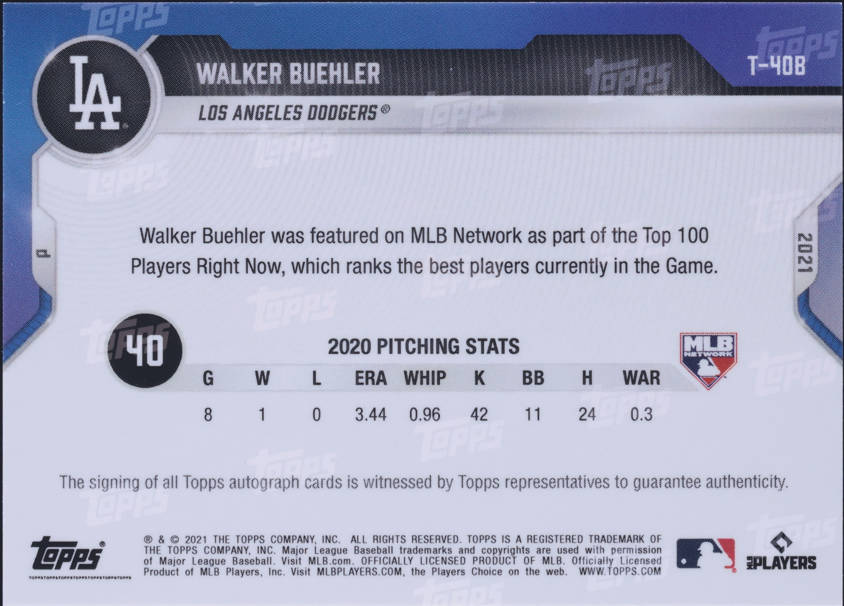 WALKER BUEHLER
T-40B
LOS ANGELES DODGERS®
LA
p
2021
Walker Buehler was featured on MLB Network as part of the Top 100
Players Right Now, which ranks the best players currently in the Game.
40
2020 PITCHING STATS
MLB
NETWORK
G W L ERA WHIP K BB H WAR
8 1 0 3.44 0.96 42 11 24 0.3
The signing of all Topps autograph cards is witnessed by Topps representatives to guarantee authenticity.
Topps®
® & © 2021 THE TOPPS COMPANY, INC. ALL RIGHTS RESERVED. TOPPS IS A REGISTERED TRADEMARK OF
THE TOPPS COMPANY, INC. Major League Baseball trademarks and copyrights are used with permission
of Major League Baseball. Visit MLB.com. OFFICIALLY LICENSED PRODUCT OF MLB. Officially Licensed
Product of MLB Players, Inc. Visit MLBPLAYERS.COM, the Players Choice on the web. WWW.TOPPS.COM
MLB PLAYERS